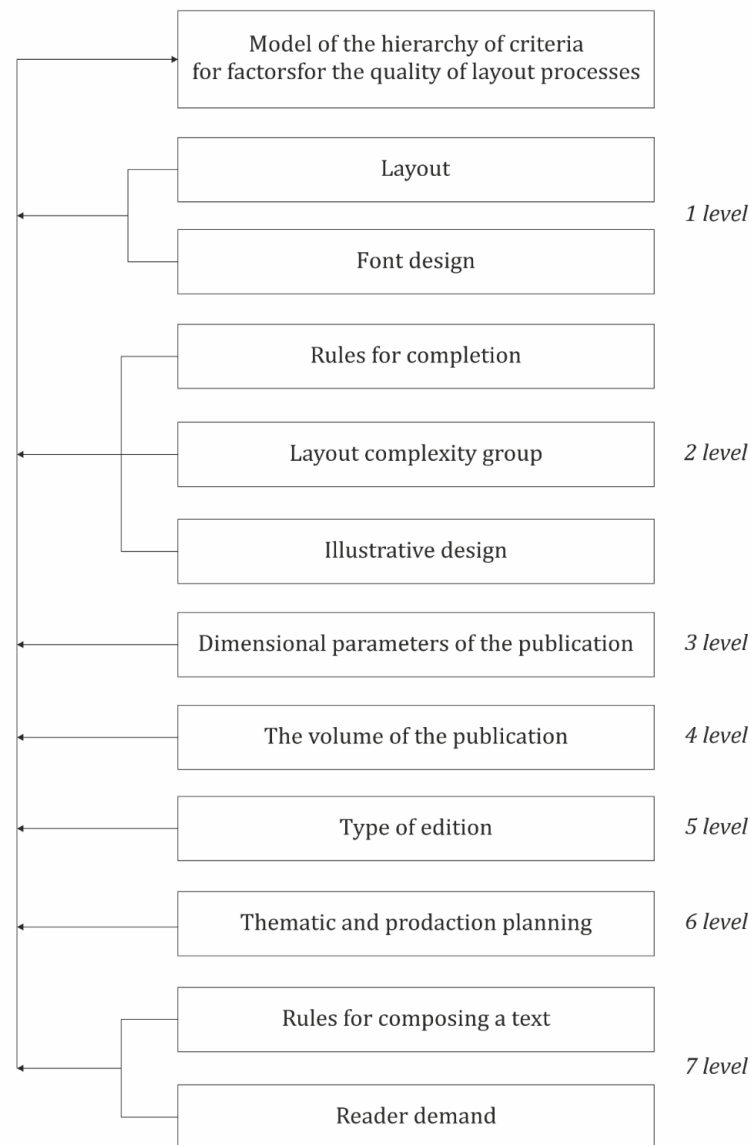 Model of the hierarchy of criteria
for factorsfor the quality of layout processes
Layout
1 level
Font design
Rules for completion
Layout complexity group
2 level
Illustrative design
Dimensional parameters of the publication
3 level
The volume of the publication
4 level
Type of edition
5 level
Thematic and prodaction planning
6 level
Rules for composing a text
7 level
Reader demand